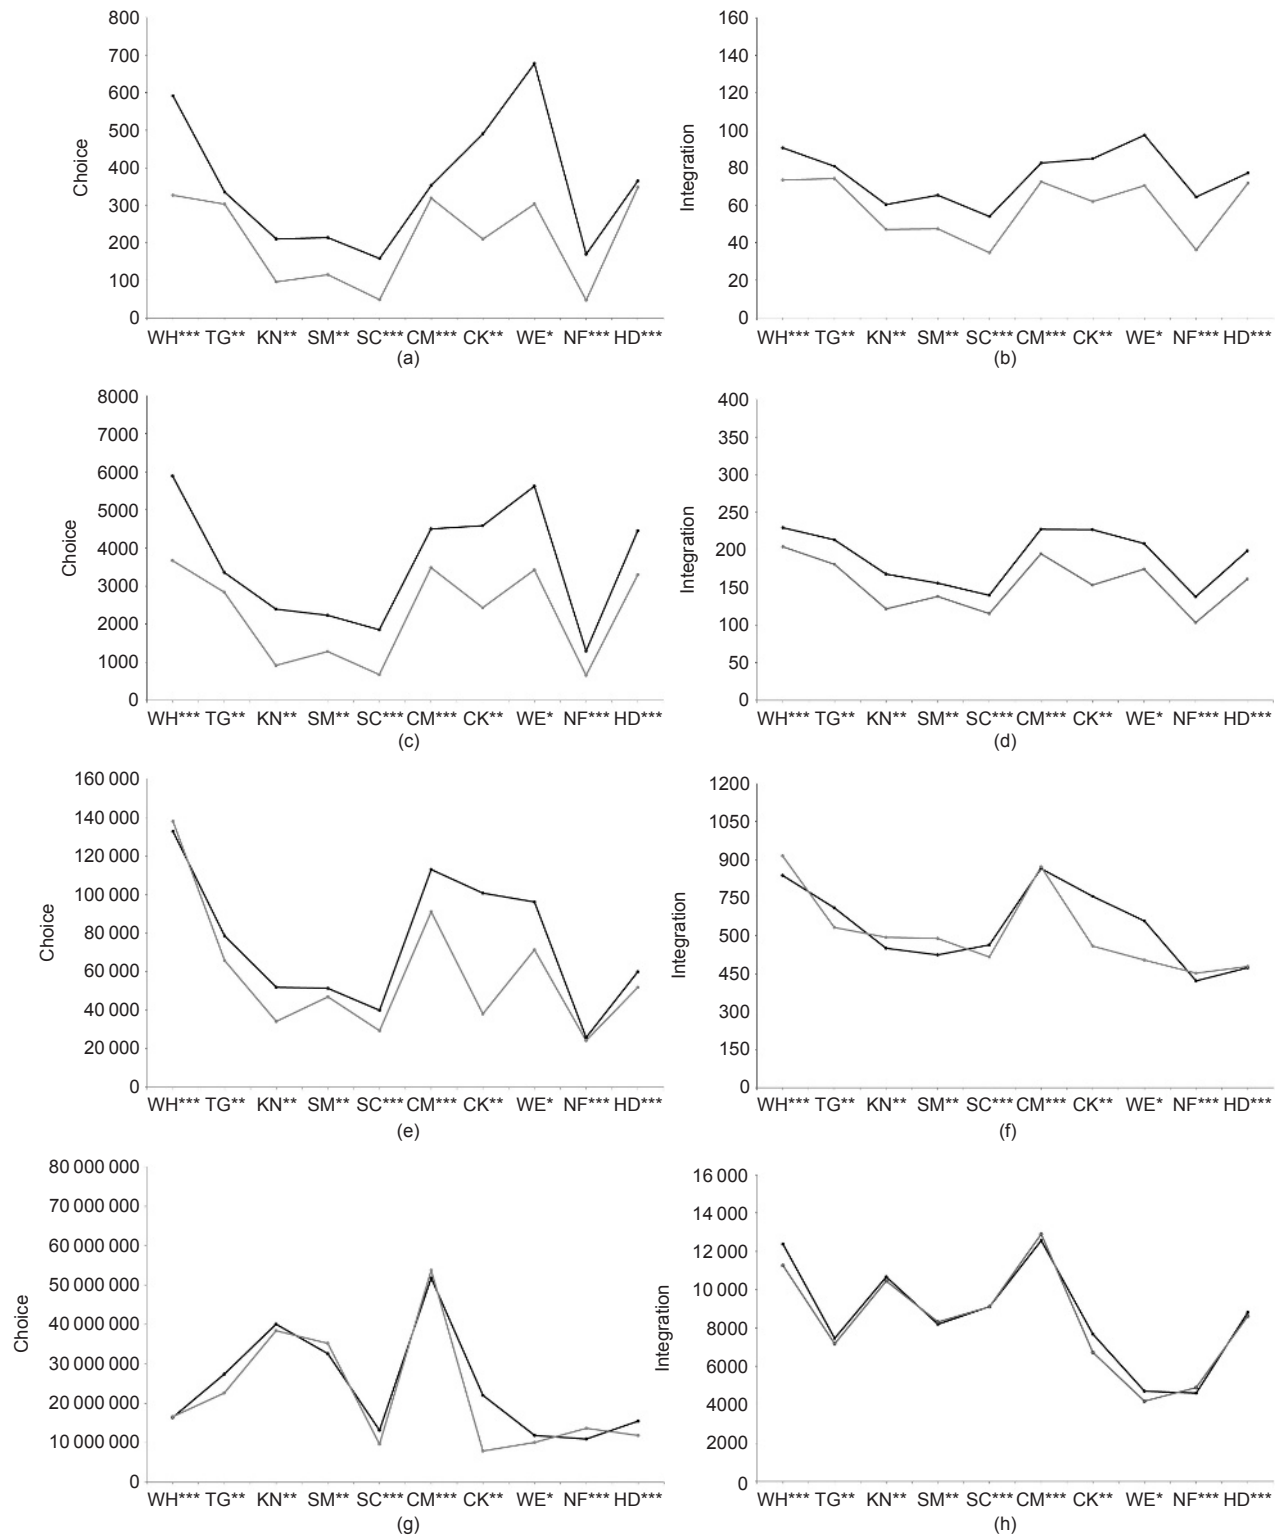 800
700
600
500
400
300
200
100
0
Choice
WH*** TG** KN** SM** SC*** CM*** CK** WE* NF*** HD***
(a)
160
140
120
100
80
60
40
20
0
Integration
WH*** TG** KN** SM** SC*** CM*** CK** WE* NF*** HD***
(b)
8000
7000
6000
5000
4000
3000
2000
1000
0
Choice
WH*** TG** KN** SM** SC*** CM*** CK** WE* NF*** HD***
(c)
400
350
300
250
200
150
100
50
0
Integration
WH*** TG** KN** SM** SC*** CM*** CK** WE* NF*** HD***
(d)
160 000
140 000
120 000
100 000
80 000
60 000
40 000
20 000
0
Choice
WH*** TG** KN** SM** SC*** CM*** CK** WE* NF*** HD***
(e)
1200
1050
900
750
500
450
300
150
0
Integration
WH*** TG** KN** SM** SC*** CM*** CK** WE* NF*** HD***
(f)
80 000 000
70 000 000
60 000 000
50 000 000
40 000 000
30 000 000
20 000 000
10 000 000
0
Choice
WH*** TG** KN** SM** SC*** CM*** CK** WE* NF*** HD***
(g)
16 000
14 000
12 000
10 000
8000
6000
4000
2000
0
Integration
WH*** TG** KN** SM** SC*** CM*** CK** WE* NF*** HD***
(h)